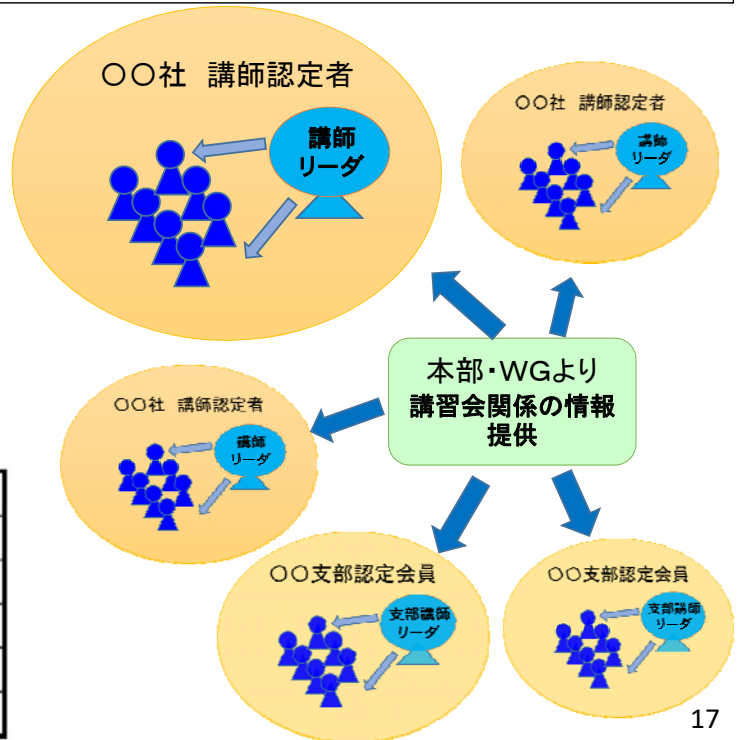 〇〇社 講師認定者
講師
リーダ
〇〇社 講師認定者
講師
リーダ
本部・WGより
講習会関係の情報
提供
〇〇社 講師認定者
講師
リーダ
〇〇支部認定会員
支部講師
リーダ
〇〇支部認定会員
支部講師
リーダ
17